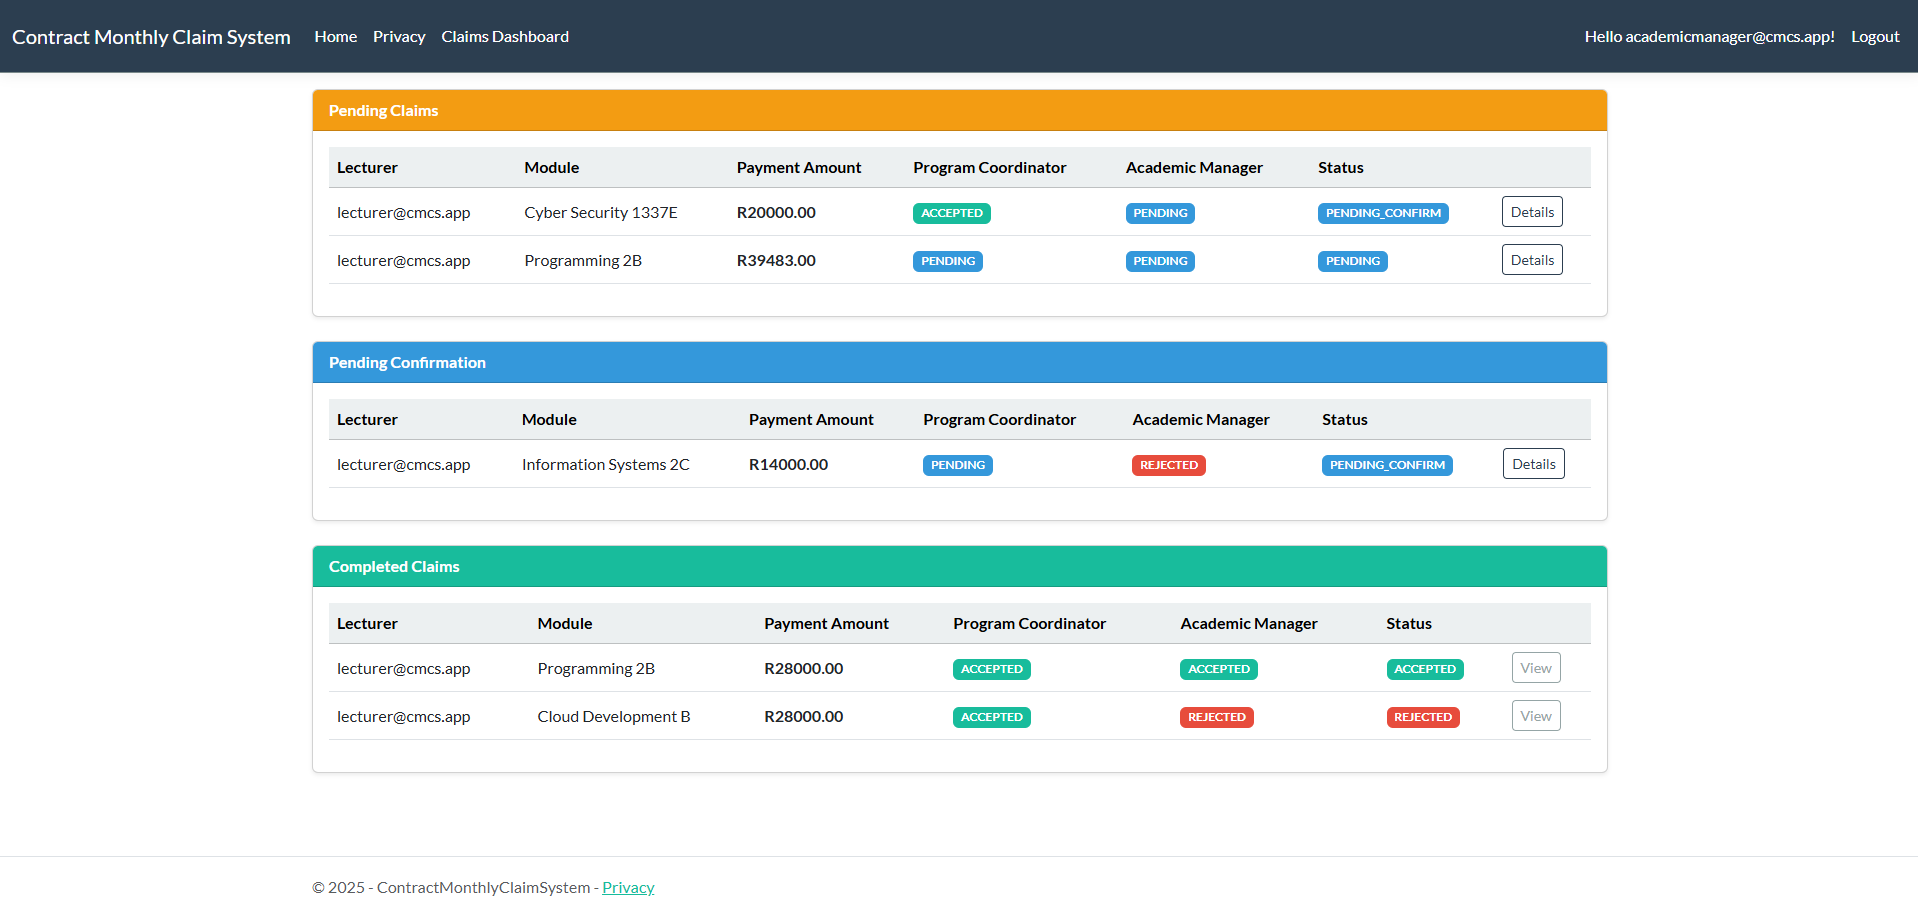 Contract Monthly Claim System Home Privacy Claims Dashboard Hello academicmanager@cmcs.app! Logout
Pending Claims
Lecturer Module Payment Amount Program Coordinator Academic Manager Status
lecturer@cmcs.app Cyber Security 1337E R20000.00 ACCEPTED PENDING PENDING_CONFIRM Details
lecturer@cmcs.app Programming 2B R39483.00 PENDING PENDING PENDING Details
Pending Confirmation
Lecturer Module Payment Amount Program Coordinator Academic Manager Status
lecturer@cmcs.app Information Systems 2C R14000.00 PENDING REJECTED PENDING_CONFIRM Details
Completed Claims
Lecturer Module Payment Amount Program Coordinator Academic Manager Status
lecturer@cmcs.app Programming 2B R28000.00 ACCEPTED ACCEPTED ACCEPTED View
lecturer@cmcs.app Cloud Development B R28000.00 ACCEPTED REJECTED REJECTED View
© 2025 - ContractMonthlyClaimSystem - Privacy